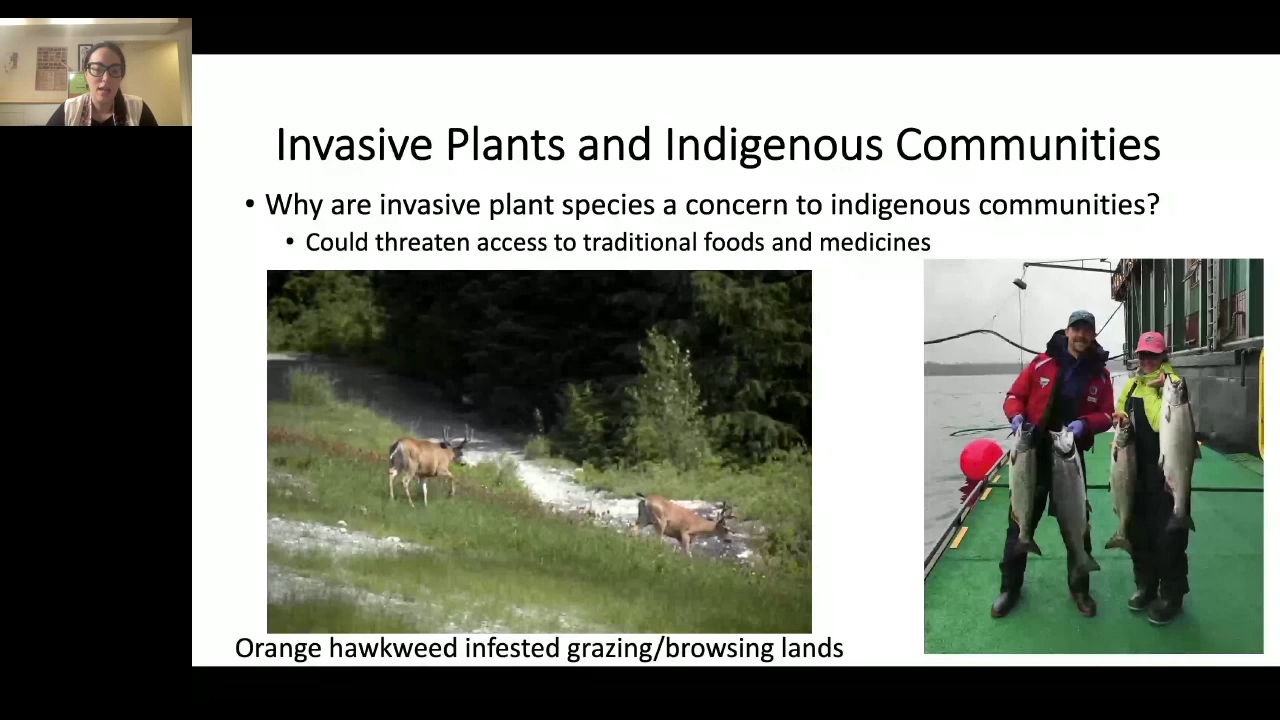 Invasive Plants and Indigenous Communities
• Why are invasive plant species a concern to indigenous communities?
• Could threaten access to traditional foods and medicines
Orange hawkweed infested grazing/browsing lands